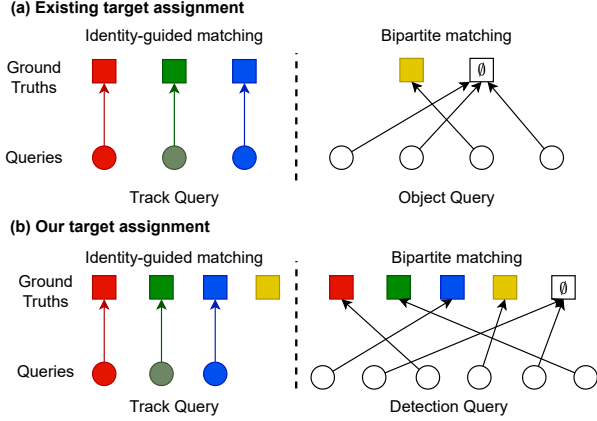 (a) Existing target assignment
Identity-guided matching
Bipartite matching
Ground
Truths
∅
Queries
Track Query
Object Query
(b) Our target assignment
Identity-guided matching
Bipartite matching
Ground
Truths
∅
Queries
Track Query
Detection Query